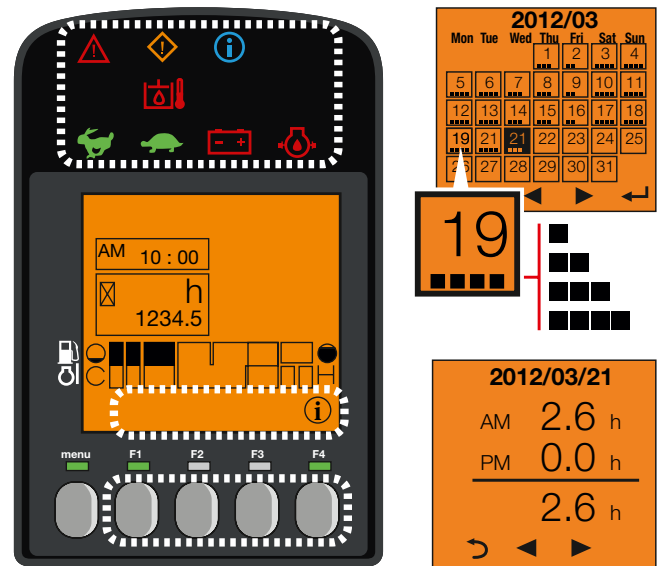 AM 10 : 00
h
1234.5
C H
i
menu F1 F2 F3 F4
2012/03
Mon Tue Wed Thu Fri Sat Sun
1 2 3 4
5 6 7 8 9 10 11
12 13 14 15 16 17 18
19 21 21 22 23 24 25
26 27 28 29 30 31
19
2012/03/21
AM 2.6 h
PM 0.0 h
2.6 h